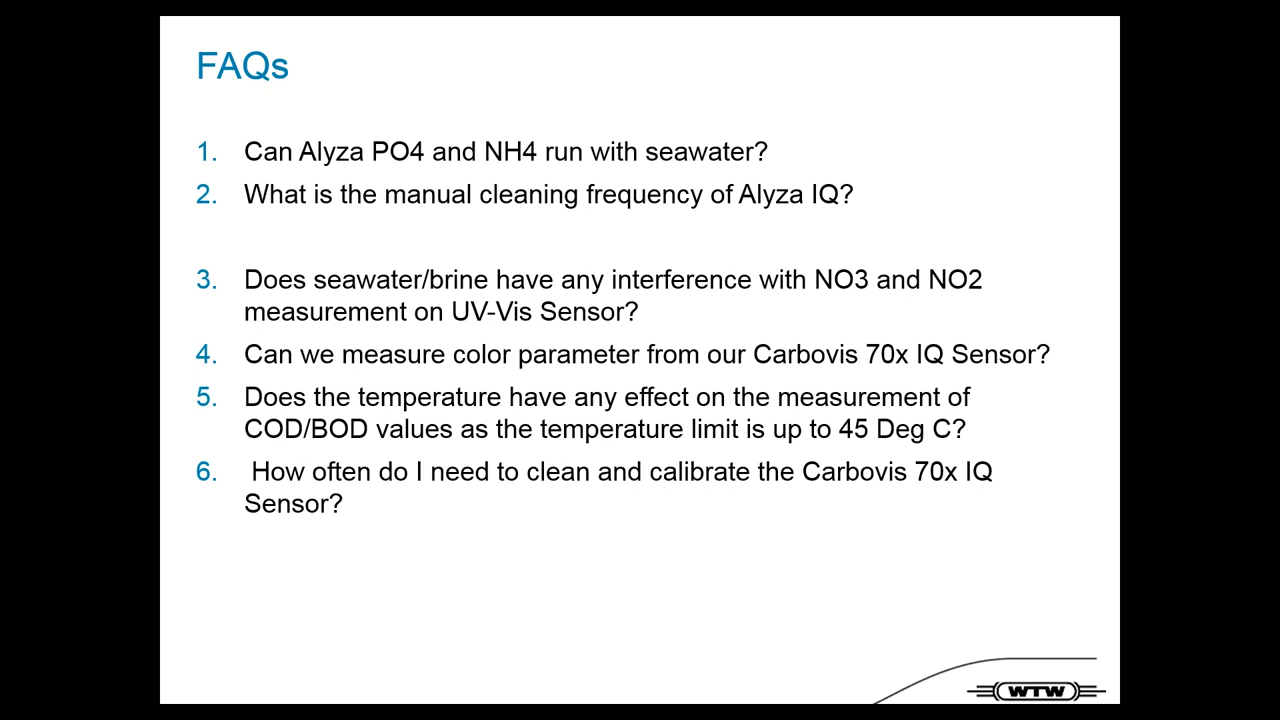 FAQs
1. Can Alyza PO4 and NH4 run with seawater?
2. What is the manual cleaning frequency of Alyza IQ?
3. Does seawater/brine have any interference with NO3 and NO2
measurement on UV-Vis Sensor?
4. Can we measure color parameter from our Carbovis 70x IQ Sensor?
5. Does the temperature have any effect on the measurement of
COD/BOD values as the temperature limit is up to 45 Deg C?
6. How often do I need to clean and calibrate the Carbovis 70x IQ
Sensor?
WTW